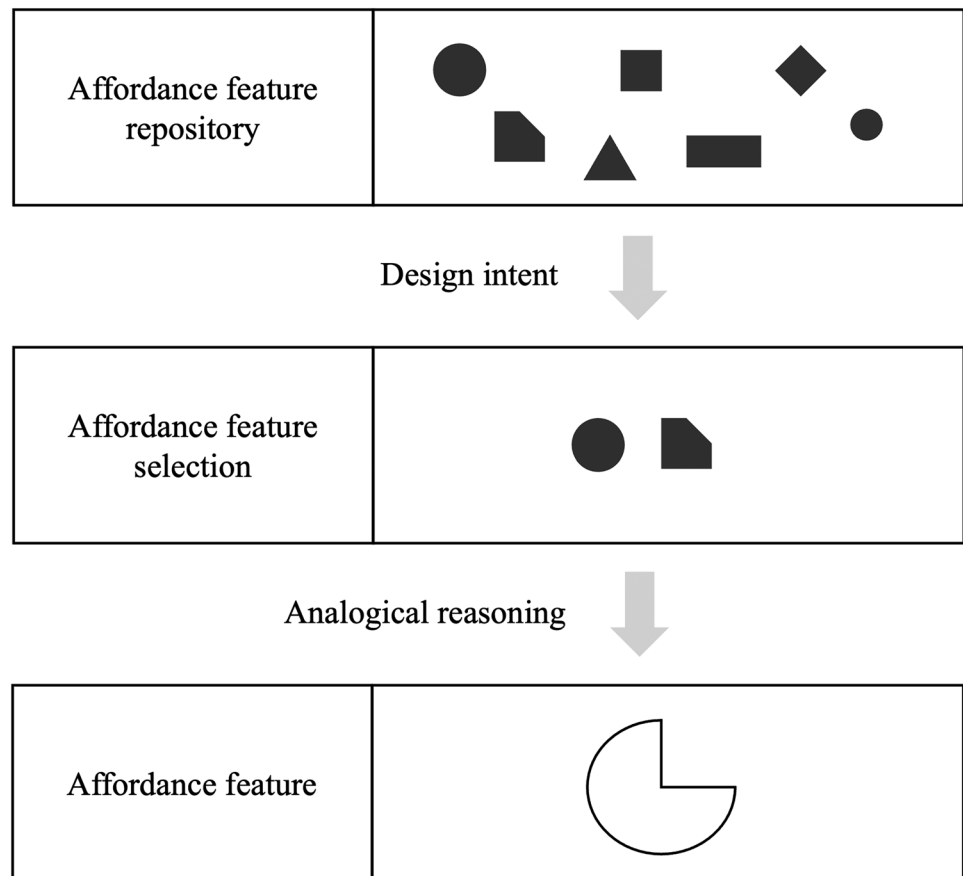 Affordance feature
repository
Design intent
Affordance feature
selection
Analogical reasoning
Affordance feature